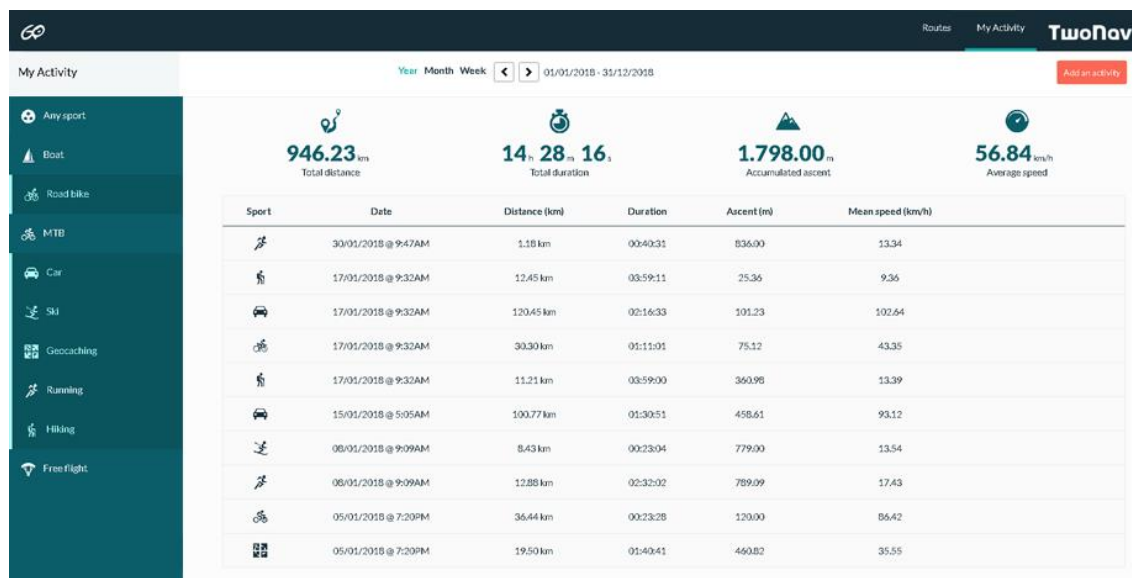 GO
Routes My Activity TwoNav
My Activity
Year Month Week 01/01/2018 - 31/12/2018
Add an activity
Any sport
Boat
Road bike
MTB
Car
Ski
Geocaching
Running
Hiking
Free flight
946.23 km 14 h 28 m 16 s 1.798.00 m 56.84 km/h
Total distance Total duration Accumulated ascent Average speed
Sport Date Distance (km) Duration Ascent (m) Mean speed (km/h)
30/01/2018 @ 9:47AM 1.18 km 00:40:31 836.00 13.34
17/01/2018 @ 9:32AM 12.45 km 03:59:11 25.36 9.36
17/01/2018 @ 9:32AM 120.45 km 02:16:33 101.23 102.64
17/01/2018 @ 9:32AM 30.30 km 01:11:01 75.12 43.35
17/01/2018 @ 9:32AM 11.21 km 03:59:00 360.98 13.39
15/01/2018 @ 5:05AM 100.77 km 01:30:51 458.61 93.12
08/01/2018 @ 9:09AM 8.43 km 00:23:04 779.00 13.54
08/01/2018 @ 9:09AM 12.88 km 02:32:02 789.09 17.43
05/01/2018 @ 7:20PM 36.44 km 00:23:28 120.00 86.42
05/01/2018 @ 7:20PM 19.50 km 01:40:41 460.82 35.55